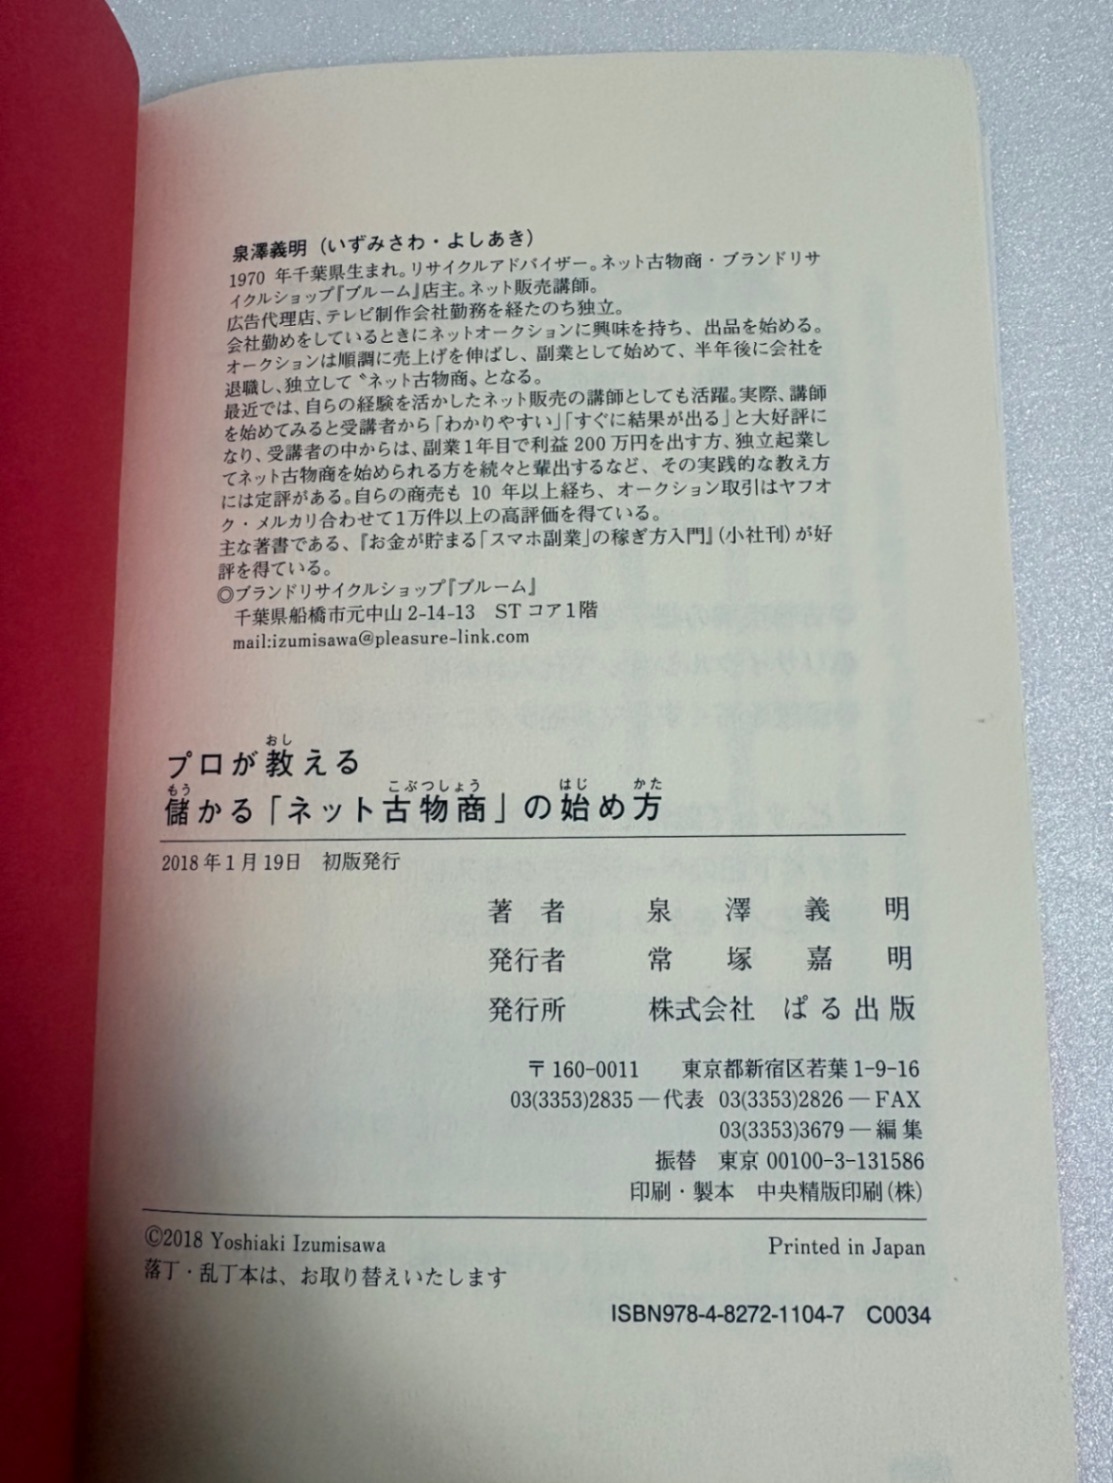 泉澤義明（いずみさわ・よしあき）
1970 年千葉県生まれ。リサイクルアドバイザー。ネット古物商・ブランドリサ
イクルショップ『ブルーム』店主。ネット販売講師。
広告代理店、テレビ制作会社勤務を経たのち独立。
会社勤めをしているときにネットオークションに興味を持ち、出品を始める。
オークションは順調に売上げを伸ばし、副業として始めて、半年後に会社を
退職し、独立して〝ネット古物商〟となる。
最近では、自らの経験を活かしたネット販売の講師としても活躍。実際、講師
を始めてみると受講者から「わかりやすい」「すぐに結果が出る」と大好評に
なり、受講者の中からは、副業1年目で利益 200 万円を出す方、独立起業し
てネット古物商を始められる方を続々と輩出するなど、その実践的な教え方
には定評がある。自らの商売も 10 年以上経ち、オークション取引はヤフオ
ク・メルカリ合わせて1万件以上の高評価を得ている。
主な著書である、『お金が貯まる「スマホ副業」の稼ぎ方入門』（小社刊）が好
評を得ている。
◎ブランドリサイクルショップ『ブルーム』
千葉県船橋市元中山 2-14-13 ST コア1階
mail:izumisawa@pleasure-link.com
おし
プロが教える
もう こぶつしょう はじ かた
儲かる「ネット古物商」の始め方
2018 年 1 月 19日 初版発行
著 者 泉 澤 義 明
発行者 常 塚 嘉 明
発行所 株式会社 ぱる出版
〒160-0011 東京都新宿区若葉 1-9-16
03(3353)2835 ― 代表 03(3353)2826 ― FAX
03(3353)3679 ― 編 集
振替 東京 00100-3-131586
印刷・製本 中央精版印刷（株）
©2018 Yoshiaki Izumisawa Printed in Japan
落丁・乱丁本は、お取り替えいたします
ISBN978-4-8272-1104-7 C0034